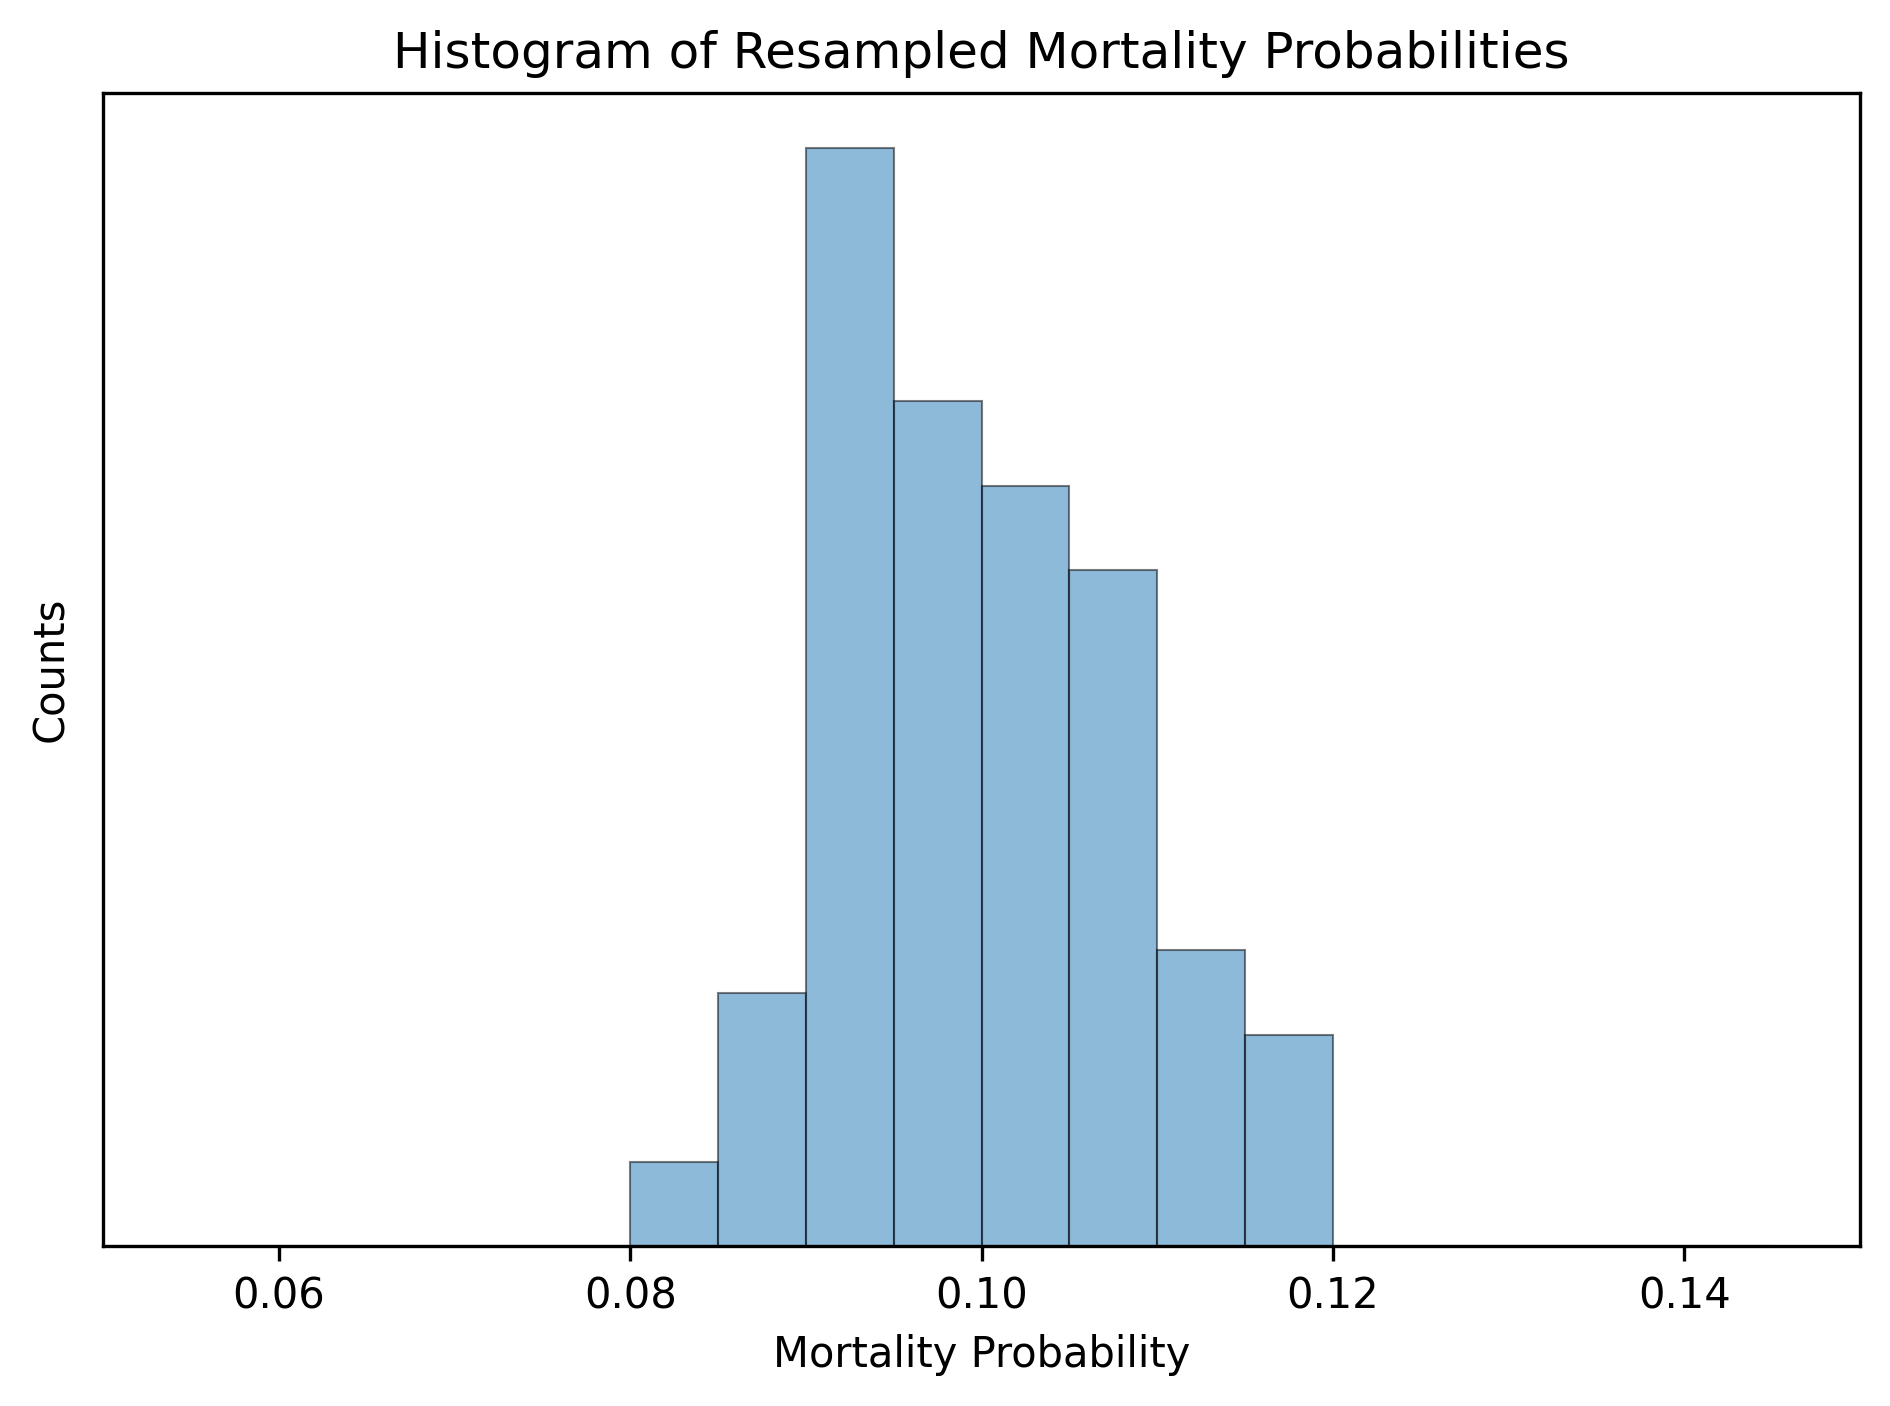 Histogram of Resampled Mortality Probabilities
Counts
0.06 0.08 0.10 0.12 0.14
Mortality Probability